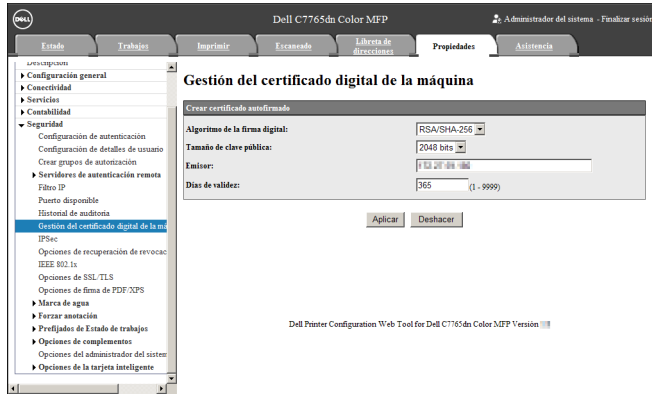 DELL
Dell C7765dn Color MFP
Administrador del sistema - Finalizar sesión
Estado
Trabajos
Imprimir
Escaneado
Libreta de
direcciones
Propiedades
Asistencia
Descripción
Configuración general
Conectividad
Servicios
Contabilidad
Seguridad
Configuración de autenticación
Configuración de detalles de usuario
Crear grupos de autorización
Servidores de autenticación remota
Filtro IP
Puerto disponible
Historial de auditoría
Gestión del certificado digital de la má
IPSec
Opciones de recuperación de revocac
IEEE 802.1x
Opciones de SSL/TLS
Opciones de firma de PDF/XPS
Marca de agua
Forzar anotación
Prefijados de Estado de trabajos
Opciones de complementos
Opciones del administrador del sistem
Opciones de la tarjeta inteligente
Gestión del certificado digital de la máquina
Crear certificado autofirmado
Algoritmo de la firma digital: RSA/SHA-256
Tamaño de clave pública: 2048 bits
Emisor:
Días de validez: 365 (1 - 9999)
Aplicar Deshacer
Dell Printer Configuration Web Tool for Dell C7765dn Color MFP Versión